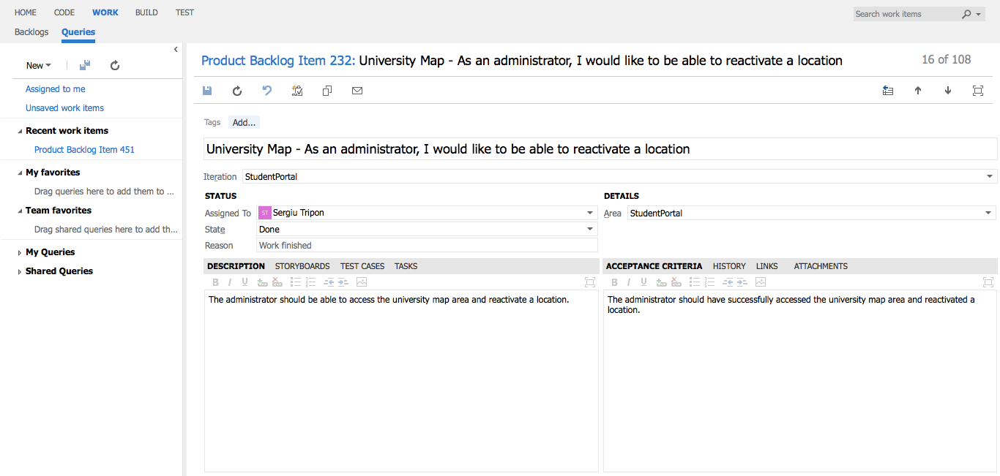 HOME CODE WORK BUILD TEST
Search work items
Backlogs Queries
New
Assigned to me
Unsaved work items
Recent work items
Product Backlog Item 451
My favorites
Drag queries here to add them to ...
Team favorites
Drag shared queries here to add th...
My Queries
Shared Queries
Product Backlog Item 232: University Map - As an administrator, I would like to be able to reactivate a location
16 of 108
Tags Add...
University Map - As an administrator, I would like to be able to reactivate a location
Iteration StudentPortal
STATUS
Assigned To ST Sergiu Tripon
State Done
Reason Work finished
DETAILS
Area StudentPortal
DESCRIPTION STORYBOARDS TEST CASES TASKS
B I U
The administrator should be able to access the university map area and reactivate a location.
ACCEPTANCE CRITERIA HISTORY LINKS ATTACHMENTS
B I U
The administrator should have successfully accessed the university map area and reactivated a
location.